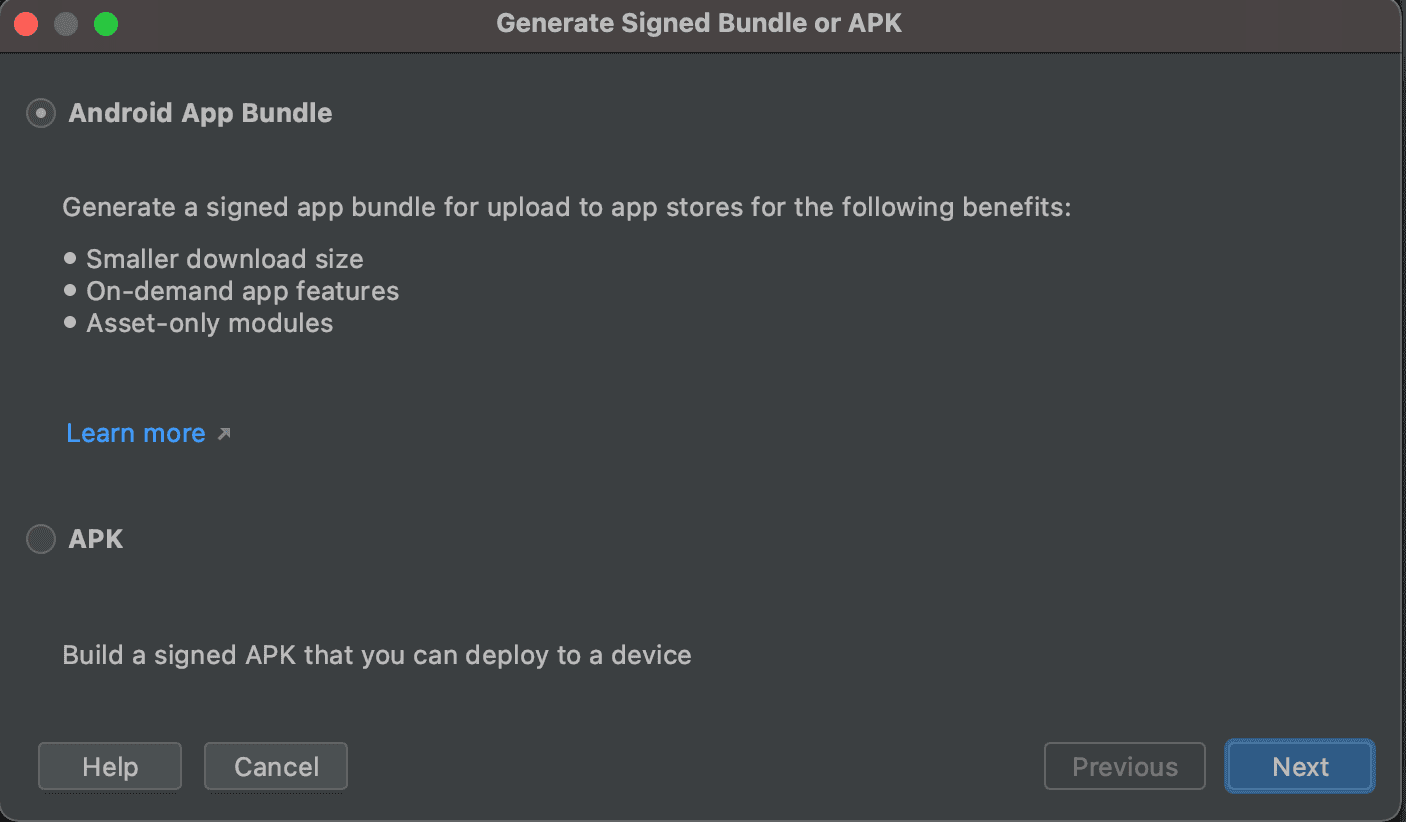 Generate Signed Bundle or APK
Android App Bundle
Generate a signed app bundle for upload to app stores for the following benefits:
Smaller download size
On-demand app features
Asset-only modules
Learn more
APK
Build a signed APK that you can deploy to a device
Help Cancel Previous Next